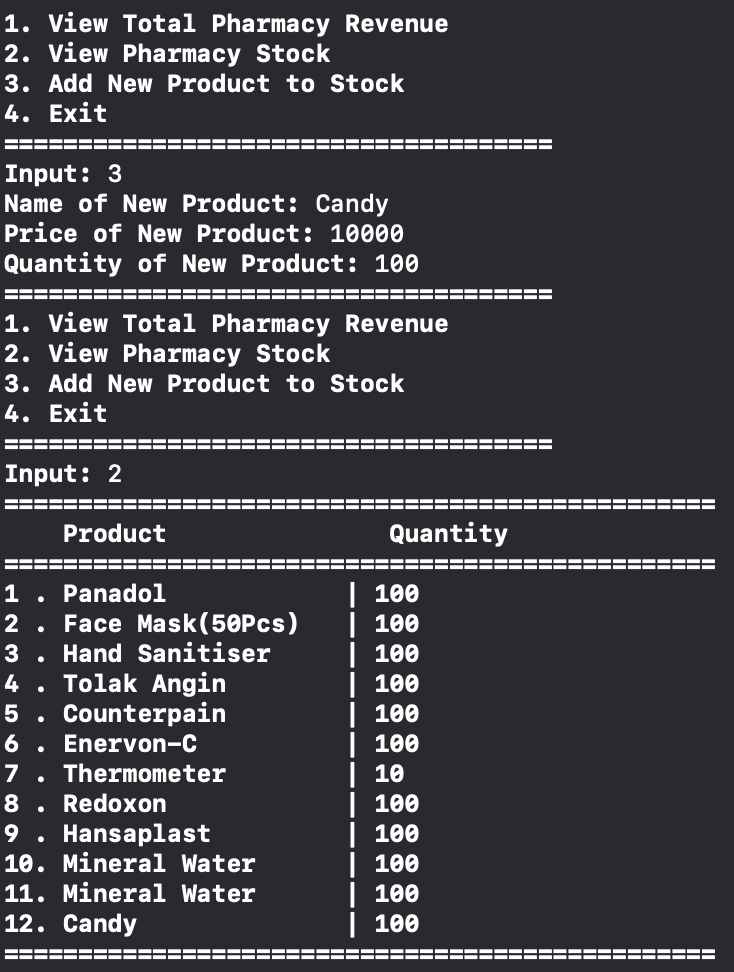 1. View Total Pharmacy Revenue
2. View Pharmacy Stock
3. Add New Product to Stock
4. Exit
=====================================
Input: 3
Name of New Product: Candy
Price of New Product: 10000
Quantity of New Product: 100
=====================================
1. View Total Pharmacy Revenue
2. View Pharmacy Stock
3. Add New Product to Stock
4. Exit
=====================================
Input: 2
================================================
    Product               Quantity
================================================
1 . Panadol            | 100
2 . Face Mask(50Pcs)   | 100
3 . Hand Sanitiser     | 100
4 . Tolak Angin        | 100
5 . Counterpain        | 100
6 . Enervon-C          | 100
7 . Thermometer        | 10
8 . Redoxon            | 100
9 . Hansaplast         | 100
10. Mineral Water      | 100
11. Mineral Water      | 100
12. Candy              | 100
================================================